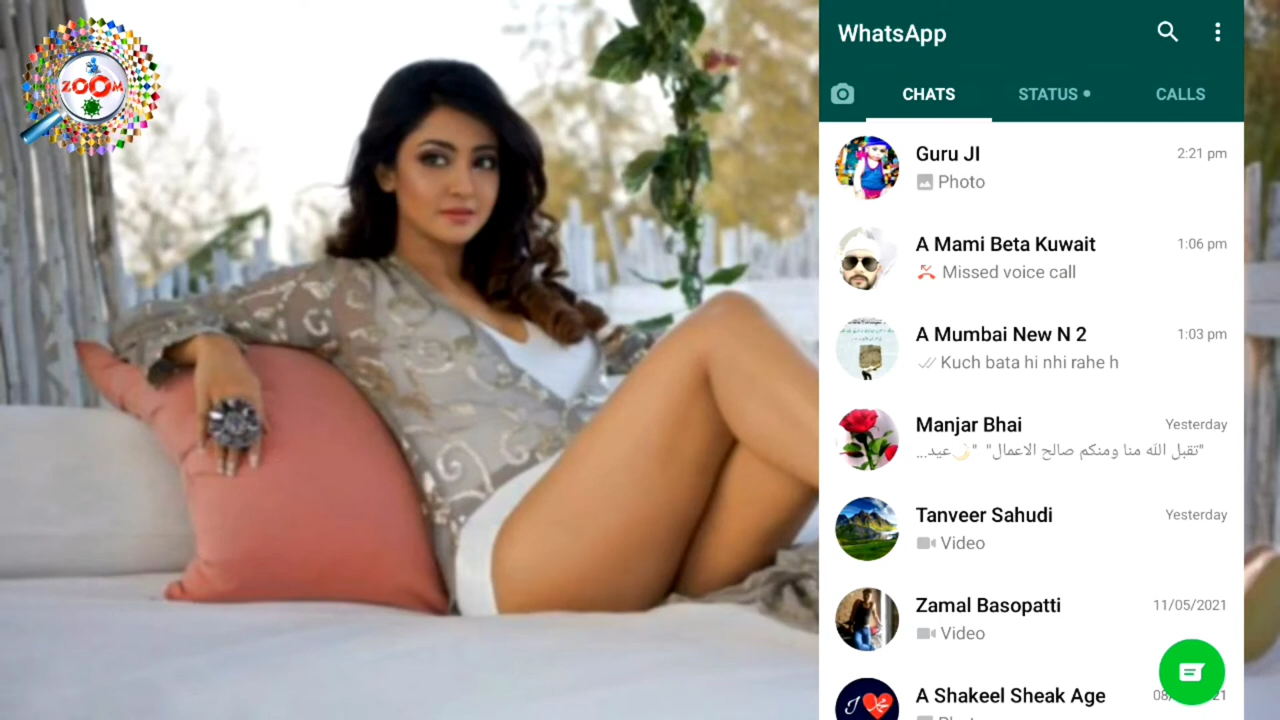 ZOOM
WhatsApp
CHATS
STATUS
CALLS
Guru JI
2:21 pm
Photo
A Mami Beta Kuwait
1:06 pm
Missed voice call
A Mumbai New N 2
1:03 pm
Kuch bata hi nhi rahe h
Manjar Bhai
Yesterday
"تقبل الله منا ومنكم صالح الاعمال" "🌙عيد...
Tanveer Sahudi
Yesterday
Video
Zamal Basopatti
11/05/2021
Video
A Shakeel Sheak Age